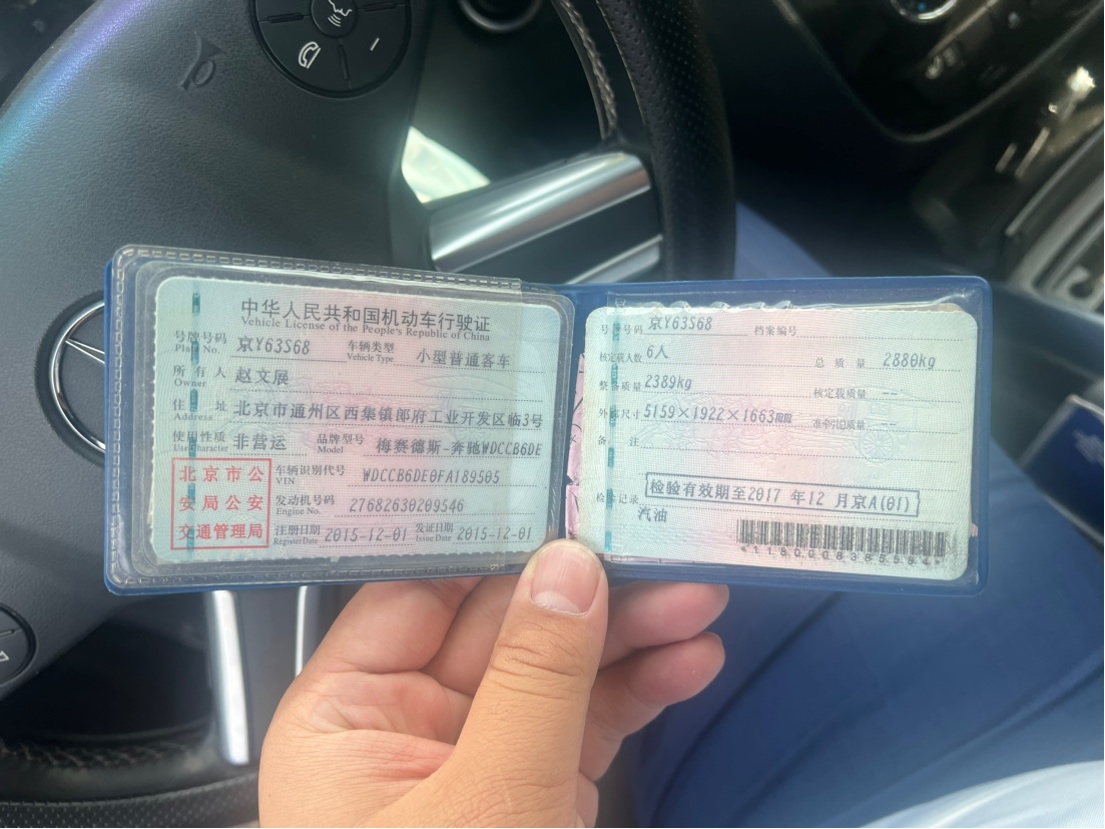 中华人民共和国机动车行驶证
Vehicle License of the People's Republic of China
号牌号码 京Y63S68 车辆类型 小型普通客车
Plate No. Vehicle Type
所有人 赵文展
Owner
住址 北京市通州区西集镇郎府工业开发区临3号
Address
使用性质 非营运 品牌型号 梅赛德斯-奔驰WDCCB6DE
Use Character Model
北京市公
安局公安
交通管理局
车辆识别代号 WDCCB6DE0FA189505
VIN
发动机号码 27682630209546
Engine No.
注册日期 2015-12-01 发证日期 2015-12-01
Register Date Issue Date
号牌号码 京Y63S68 档案编号
核定载人数 6人 总质量 2880kg
整备质量 2389kg 核定载质量 --
外廓尺寸 5159×1922×1663mm 准牵引总质量 --
备注
检验记录 检验有效期至2017 年12 月京A(01)
汽油